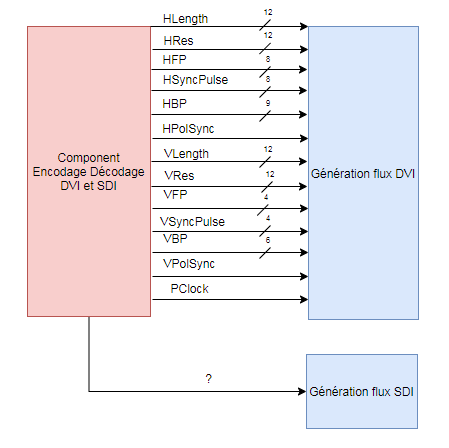 HLength
12
HRes
12
HFP
8
HSyncPulse
8
HBP
9
HPolSync
VLength
12
VRes
12
VFP
4
VSyncPulse
4
VBP
6
VPolSync
PClock
Component
Encodage Décodage
DVI et SDI
Génération flux DVI
?
Génération flux SDI